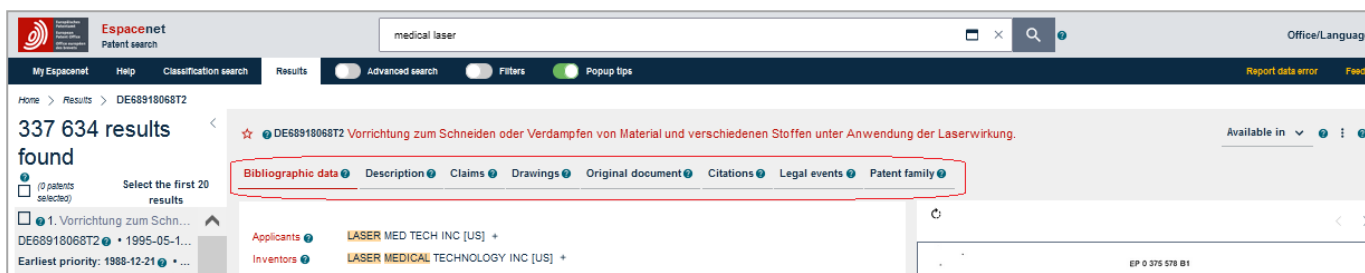 Espacenet
Patent search
medical laser
Office/Languag
My Espacenet Help Classification search Results Advanced search Filters Popup tips Report data error Feed
Home > Results > DE68918068T2
337 634 results found
(0 patents selected)
Select the first 20 results
1. Vorrichtung zum Schn...
DE68918068T2 • 1995-05-1...
Earliest priority: 1988-12-21 • ...
DE68918068T2 Vorrichtung zum Schneiden oder Verdampfen von Material und verschiedenen Stoffen unter Anwendung der Laserwirkung.
Available in
Bibliographic data Description Claims Drawings Original document Citations Legal events Patent family
Applicants LASER MED TECH INC [US] +
Inventors LASER MEDICAL TECHNOLOGY INC [US] +
EP 0 375 578 B1